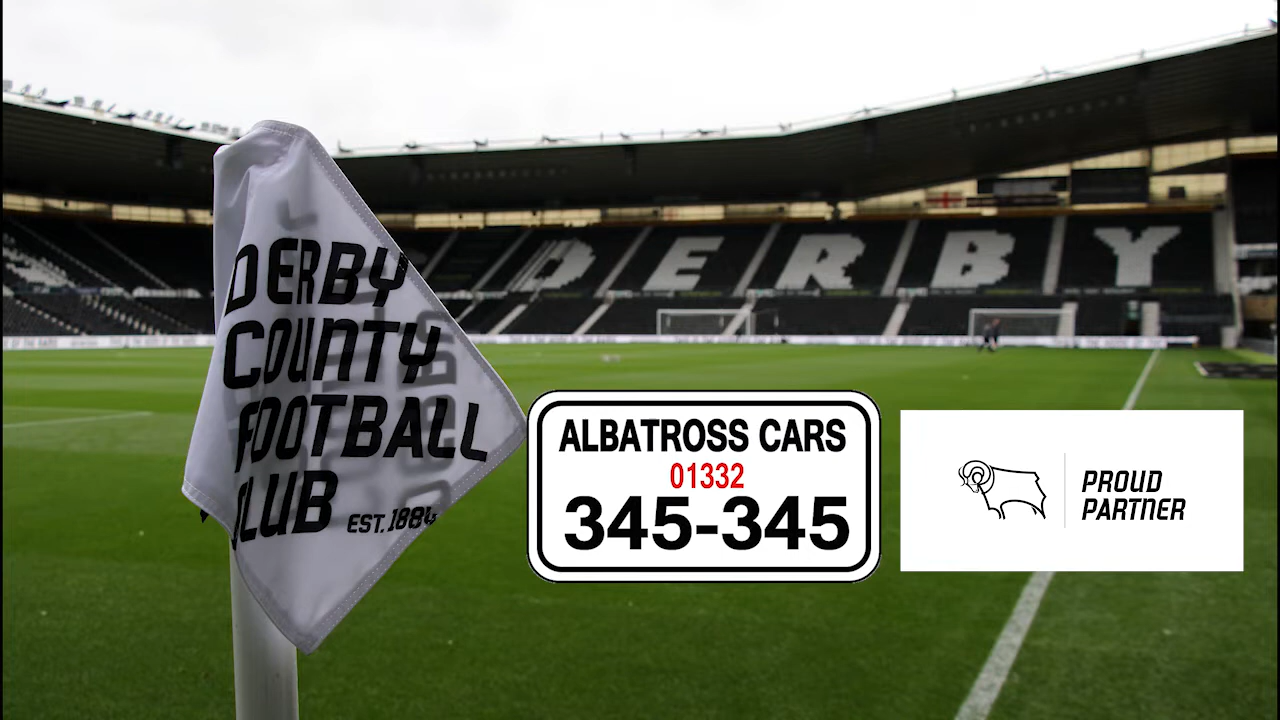 DERBY
DERBY
COUNTY
FOOTBALL
CLUB
EST. 1884
ALBATROSS CARS
01332
345-345
PROUD
PARTNER